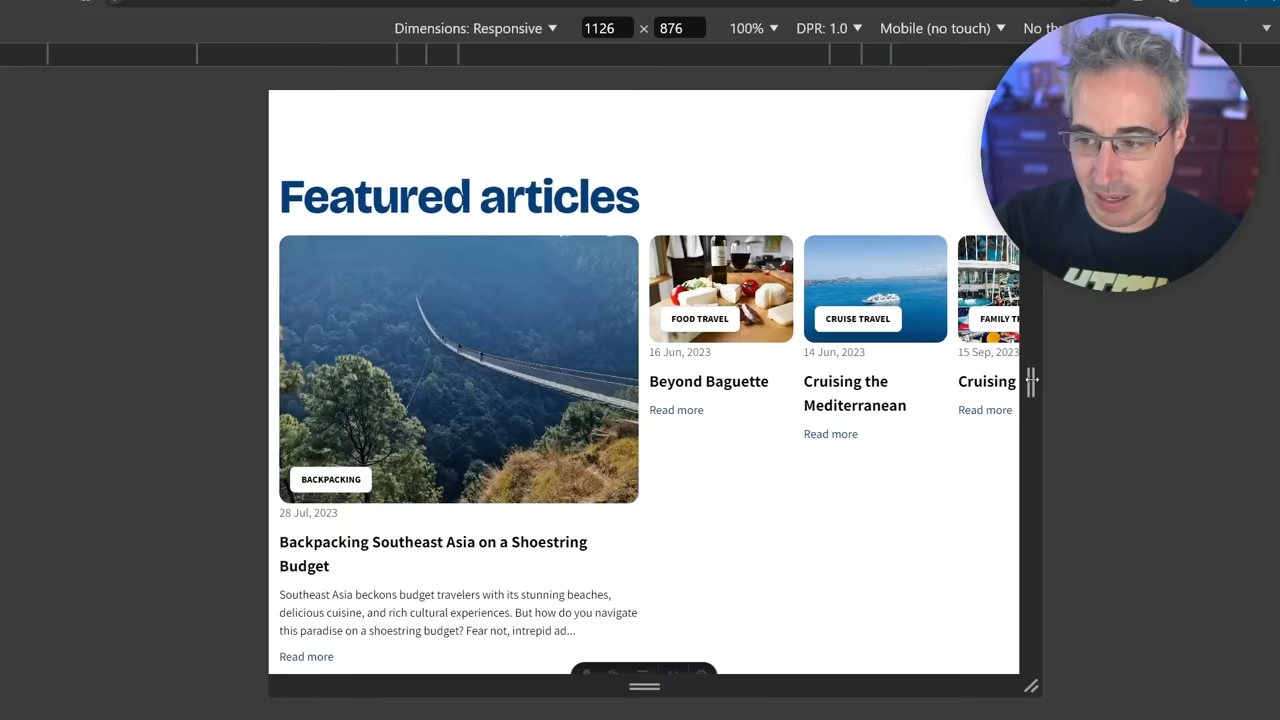 Dimensions: Responsive ▼ 1126 × 876 100% ▼ DPR: 1.0 ▼ Mobile (no touch) ▼ No
Featured articles
BACKPACKING
28 Jul, 2023
Backpacking Southeast Asia on a Shoestring
Budget
Southeast Asia beckons budget travelers with its stunning beaches,
delicious cuisine, and rich cultural experiences. But how do you navigate
this paradise on a shoestring budget? Fear not, intrepid ad...
Read more
FOOD TRAVEL
16 Jun, 2023
Beyond Baguette
Read more
CRUISE TRAVEL
14 Jun, 2023
Cruising the
Mediterranean
Read more
FAMILY
15 Sep, 2023
Cruising
Read more
HTML